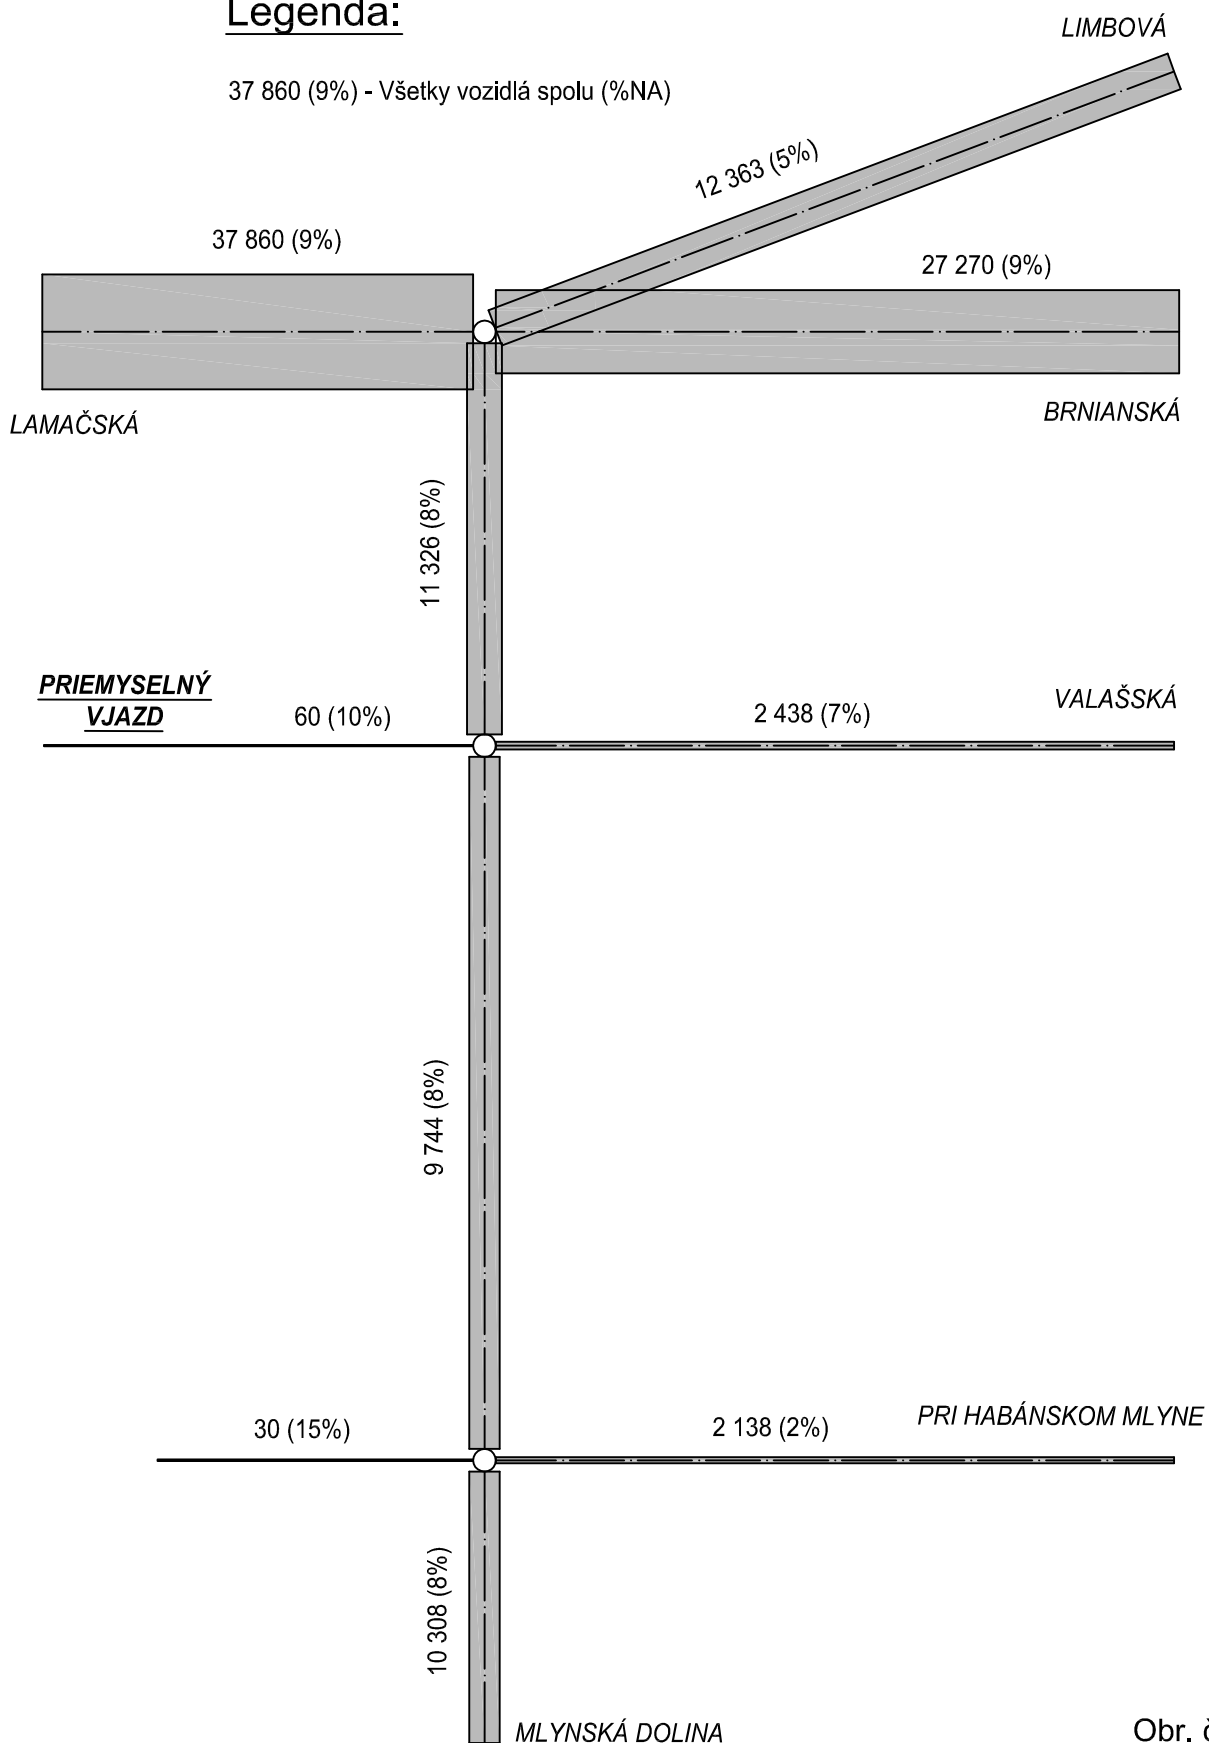 Legenda:
37 860 (9%) - Všetky vozidlá spolu (%NA)
LIMBOVÁ
12 363 (5%)
37 860 (9%)
27 270 (9%)
LAMAČSKÁ
BRNIANSKÁ
11 326 (8%)
PRIEMYSELNÝ
VJAZD
60 (10%)
2 438 (7%)
VALAŠSKÁ
9 744 (8%)
30 (15%)
2 138 (2%)
PRI HABÁNSKOM MLYNE
10 308 (8%)
MLYNSKÁ DOLINA
Obr.